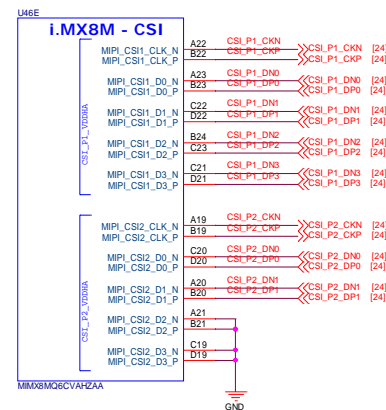 U46E
i.MX8M - CSI
CSI_P1_VDDHA
MIPI_CSI1_CLK_N A22 CSI_P1_CKN CSI_P1_CKN [24]
MIPI_CSI1_CLK_P B22 CSI_P1_CKP CSI_P1_CKP [24]
MIPI_CSI1_D0_N A23 CSI_P1_DN0 CSI_P1_DN0 [24]
MIPI_CSI1_D0_P B23 CSI_P1_DP0 CSI_P1_DP0 [24]
MIPI_CSI1_D1_N C22 CSI_P1_DN1 CSI_P1_DN1 [24]
MIPI_CSI1_D1_P D22 CSI_P1_DP1 CSI_P1_DP1 [24]
MIPI_CSI1_D2_N B24 CSI_P1_DN2 CSI_P1_DN2 [24]
MIPI_CSI1_D2_P C23 CSI_P1_DP2 CSI_P1_DP2 [24]
MIPI_CSI1_D3_N C21 CSI_P1_DN3 CSI_P1_DN3 [24]
MIPI_CSI1_D3_P D21 CSI_P1_DP3 CSI_P1_DP3 [24]
CSI_P2_VDDHA
MIPI_CSI2_CLK_N A19 CSI_P2_CKN CSI_P2_CKN [24]
MIPI_CSI2_CLK_P B19 CSI_P2_CKP CSI_P2_CKP [24]
MIPI_CSI2_D0_N C20 CSI_P2_DN0 CSI_P2_DN0 [24]
MIPI_CSI2_D0_P D20 CSI_P2_DP0 CSI_P2_DP0 [24]
MIPI_CSI2_D1_N A20 CSI_P2_DN1 CSI_P2_DN1 [24]
MIPI_CSI2_D1_P B20 CSI_P2_DP1 CSI_P2_DP1 [24]
MIPI_CSI2_D2_N A21
MIPI_CSI2_D2_P B21
MIPI_CSI2_D3_N C19
MIPI_CSI2_D3_P D19
MIMX8MQ6CVAHZAA
GND